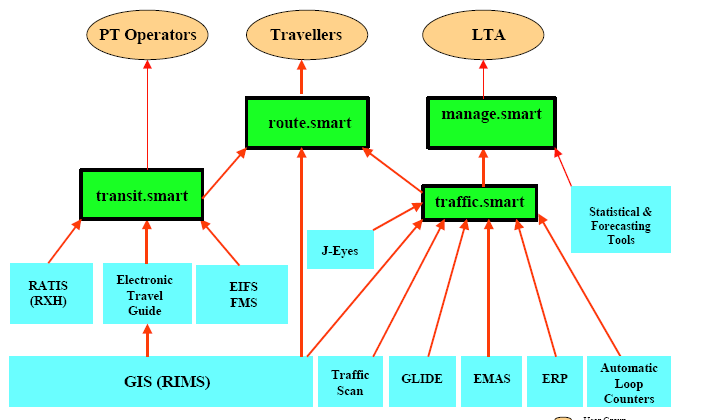 PT Operators
Travellers
LTA
route.smart
manage.smart
transit.smart
traffic.smart
Statistical &
Forecasting
Tools
J-Eyes
RATIS
(RXH)
Electronic
Travel
Guide
EIFS
FMS
GIS (RIMS)
Traffic
Scan
GLIDE
EMAS
ERP
Automatic
Loop
Counters